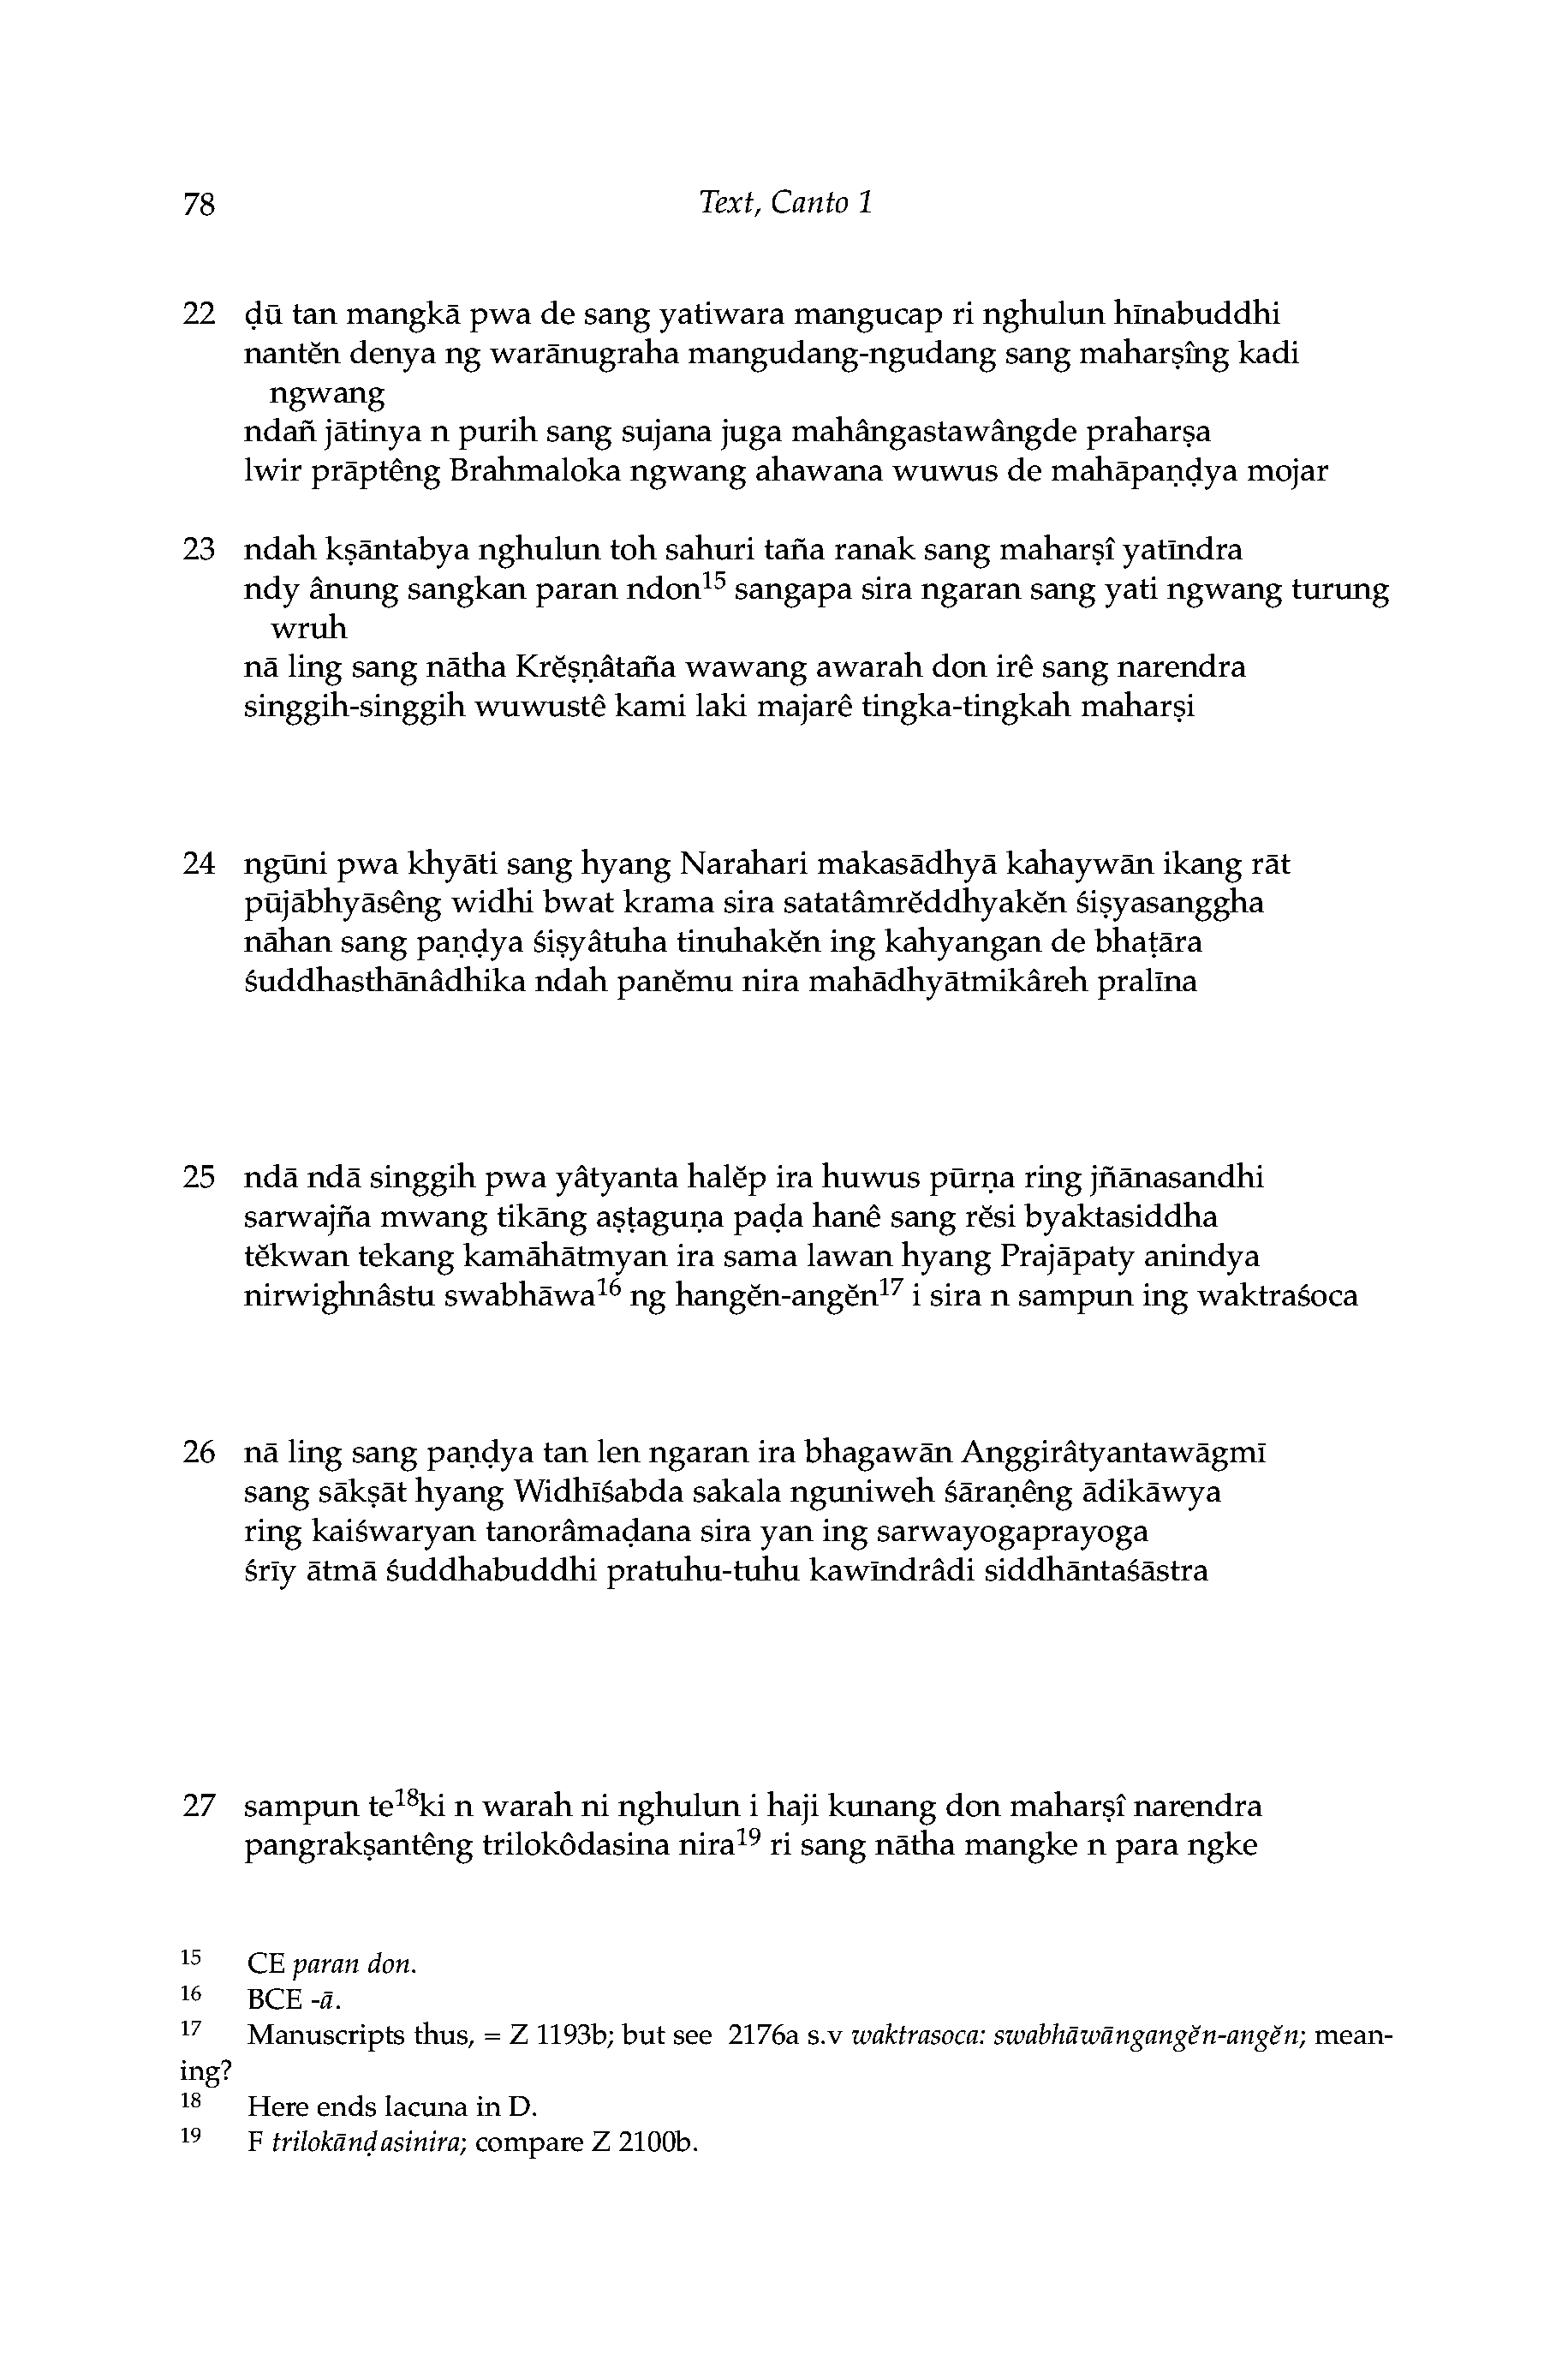 78 Text, Canto 1
22 ḍū tan mangkā pwa de sang yatiwara mangucap ri nghulun hīnabuddhi
nantĕn denya ng warānugraha mangudang-ngudang sang maharṣîng kadi
ngwang
ndañ jātinya n purih sang sujana juga mahângastawângde praharṣa
lwir prāptêng Brahmaloka ngwang ahawana wuwus de mahāpaṇḍya mojar
23 ndah kṣāntabya nghulun toh sahuri taña ranak sang maharṣî yatīndra
ndy ânung sangkan paran ndon¹⁵ sangapa sira ngaran sang yati ngwang turung
wruh
nā ling sang nātha Krĕṣṇâtaña wawang awarah don irê sang narendra
singgih-singgih wuwustê kami laki majarê tingka-tingkah maharṣi
24 ngūni pwa khyāti sang hyang Narahari makasādhyā kahaywān ikang rāt
pūjābhyāsêng widhi bwat krama sira satatâmrĕddhyakĕn śiṣyasanggha
nāhan sang paṇḍya śiṣyâtuha tinuhakĕn ing kahyangan de bhaṭāra
śuddhasthānâdhika ndah panĕmu nira mahādhyātmikâreh pralīna
25 ndā ndā singgih pwa yâtyanta halĕp ira huwus pūrṇa ring jñānasandhi
sarwajña mwang tikāng aṣṭaguṇa paḍa hanê sang rĕsi byaktasiddha
tĕkwan tekang kamāhātmyan ira sama lawan hyang Prajāpaty anindya
nirwighnâstu swabhāwa¹⁶ ng hangĕn-angĕn¹⁷ i sira n sampun ing waktraśoca
26 nā ling sang paṇḍya tan len ngaran ira bhagawān Anggirâtyantawāgmī
sang sākṣāt hyang Widhīśabda sakala nguniweh śāraṇêng ādikāwya
ring kaiśwaryan tanorâmaḍana sira yan ing sarwayogaprayoga
śrīy ātmā śuddhabuddhi pratuhu-tuhu kawīndrâdi siddhāntaśāstra
27 sampun te¹⁸ki n warah ni nghulun i haji kunang don maharṣî narendra
pangrakṣantêng trilokôdasina nira¹⁹ ri sang nātha mangke n para ngke
15 CE paran don.
16 BCE -ā.
17 Manuscripts thus, = Z 1193b; but see 2176a s.v waktrasoca: swabhāwāngangĕn-angĕn; mean-
ing?
18 Here ends lacuna in D.
19 F trilokāṇḍasinira; compare Z 2100b.